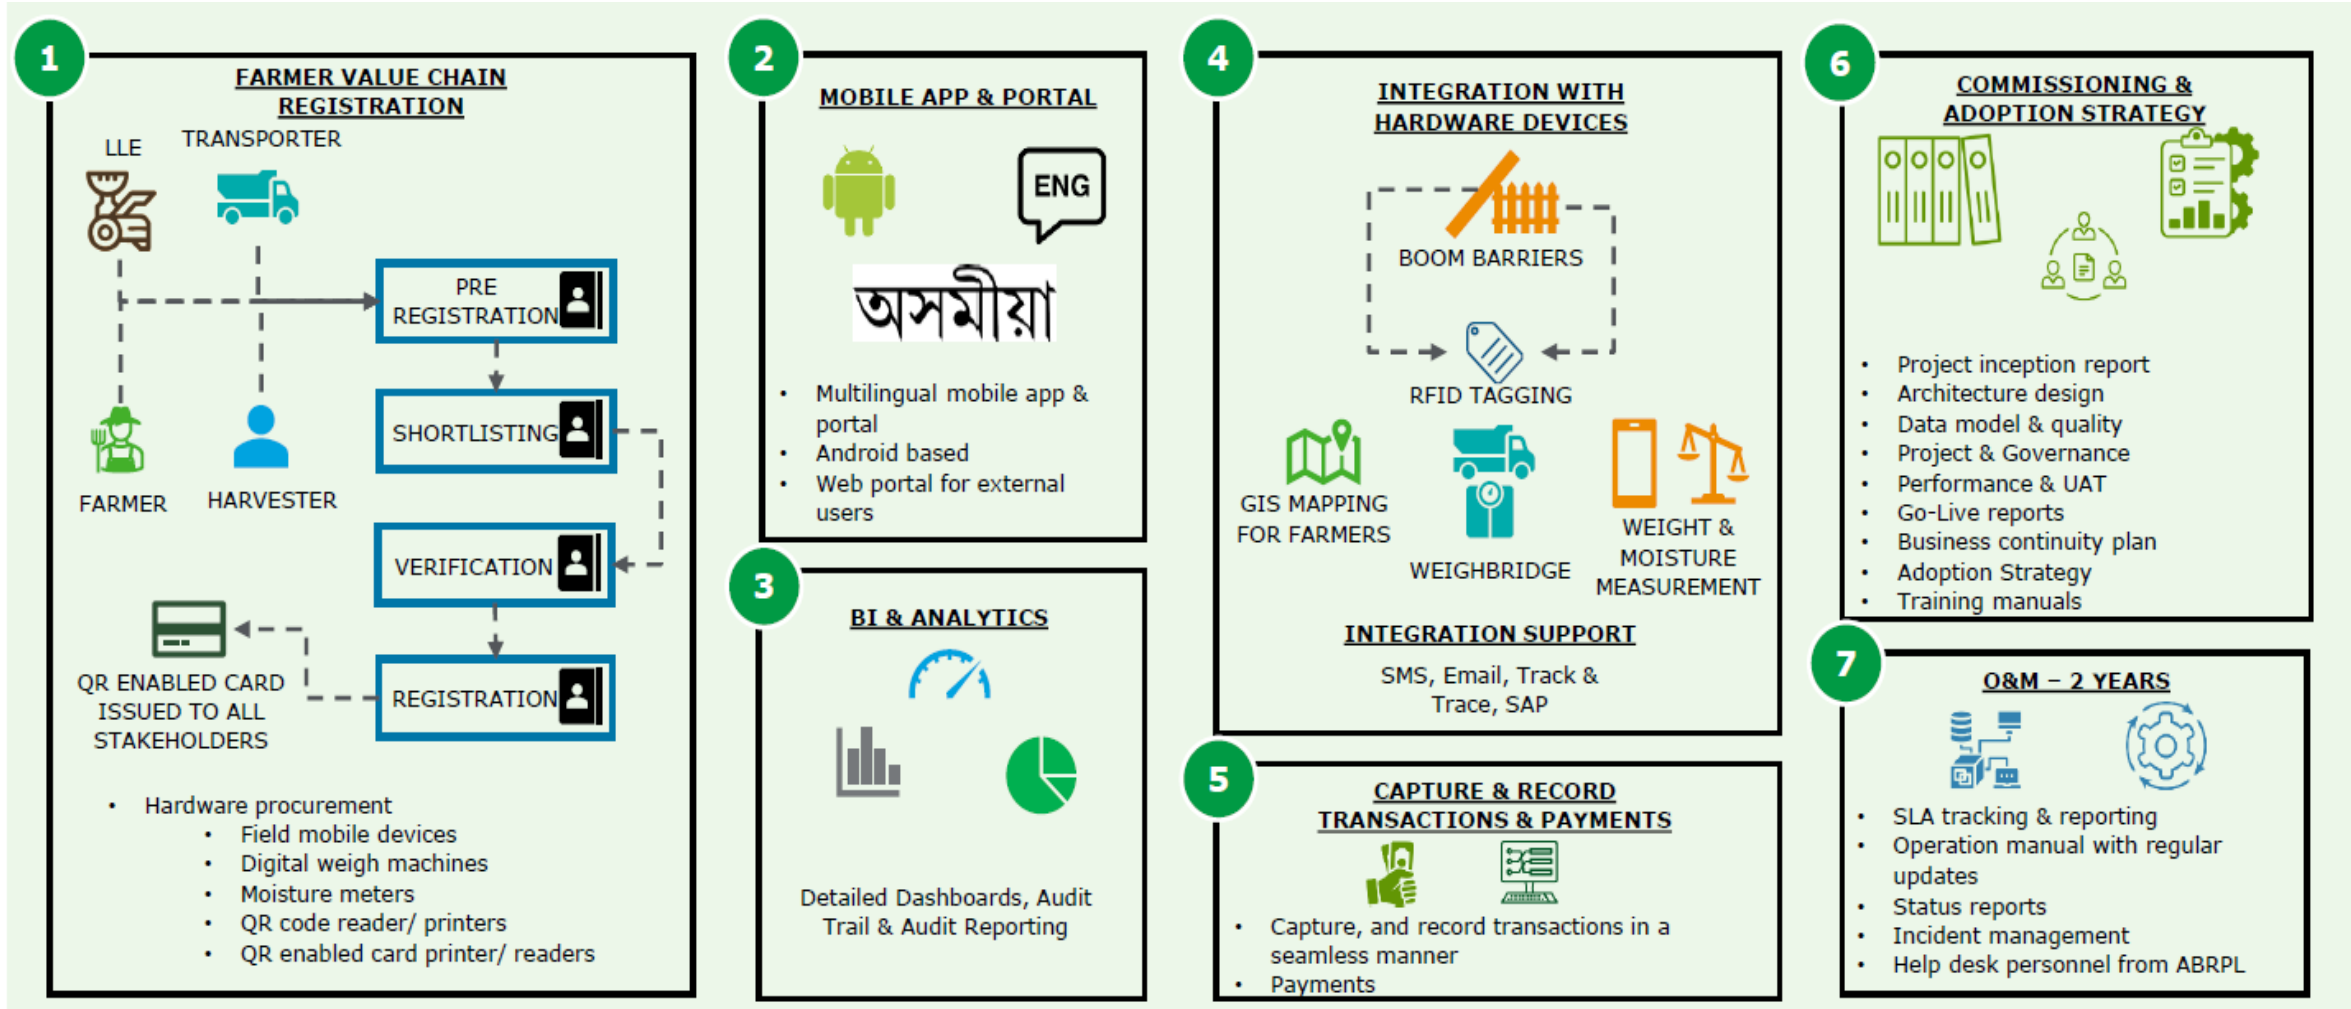 1
FARMER VALUE CHAIN
REGISTRATION
LLE
TRANSPORTER
PRE
REGISTRATION
SHORTLISTING
FARMER
HARVESTER
VERIFICATION
REGISTRATION
QR ENABLED CARD
ISSUED TO ALL
STAKEHOLDERS
• Hardware procurement
• Field mobile devices
• Digital weigh machines
• Moisture meters
• QR code reader/ printers
• QR enabled card printer/ readers
2
MOBILE APP & PORTAL
ENG
অসমীয়া
• Multilingual mobile app &
portal
• Android based
• Web portal for external
users
3
BI & ANALYTICS
Detailed Dashboards, Audit
Trail & Audit Reporting
4
INTEGRATION WITH
HARDWARE DEVICES
BOOM BARRIERS
RFID TAGGING
GIS MAPPING
FOR FARMERS
WEIGHBRIDGE
WEIGHT &
MOISTURE
MEASUREMENT
INTEGRATION SUPPORT
SMS, Email, Track &
Trace, SAP
5
CAPTURE & RECORD
TRANSACTIONS & PAYMENTS
• Capture, and record transactions in a
seamless manner
• Payments
6
COMMISSIONING &
ADOPTION STRATEGY
• Project inception report
• Architecture design
• Data model & quality
• Project & Governance
• Performance & UAT
• Go-Live reports
• Business continuity plan
• Adoption Strategy
• Training manuals
7
O&M – 2 YEARS
• SLA tracking & reporting
• Operation manual with regular
updates
• Status reports
• Incident management
• Help desk personnel from ABRPL